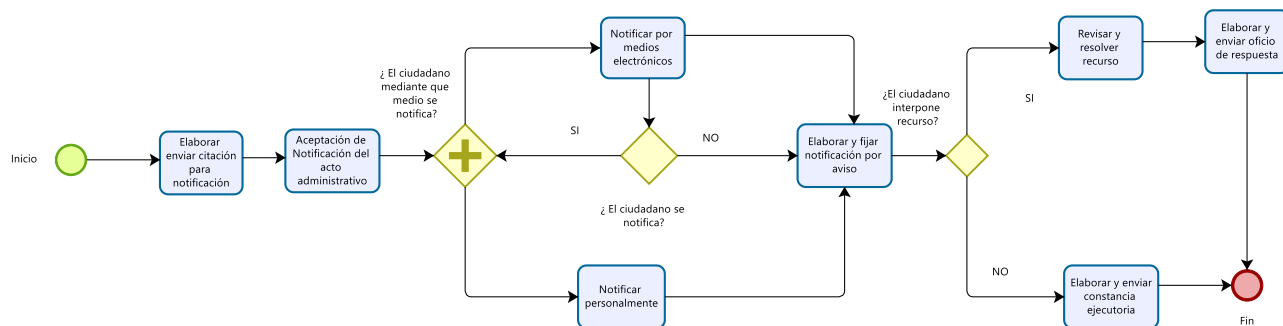 Inicio
Elaborar
enviar citación
para
notificación
Aceptación de
Notificación del
acto
administrativo
¿ El ciudadano
mediante que
medio se
notifica?
Notificar por
medios
electrónicos
SI
NO
¿ El ciudadano se
notifica?
Notificar
personalmente
Elaborar y fijar
notificación por
aviso
¿El ciudadano
interpone
recurso?
Revisar y
resolver
recurso
SI
Elaborar y
enviar oficio
de respuesta
NO
Elaborar y enviar
constancia
ejecutoria
Fin